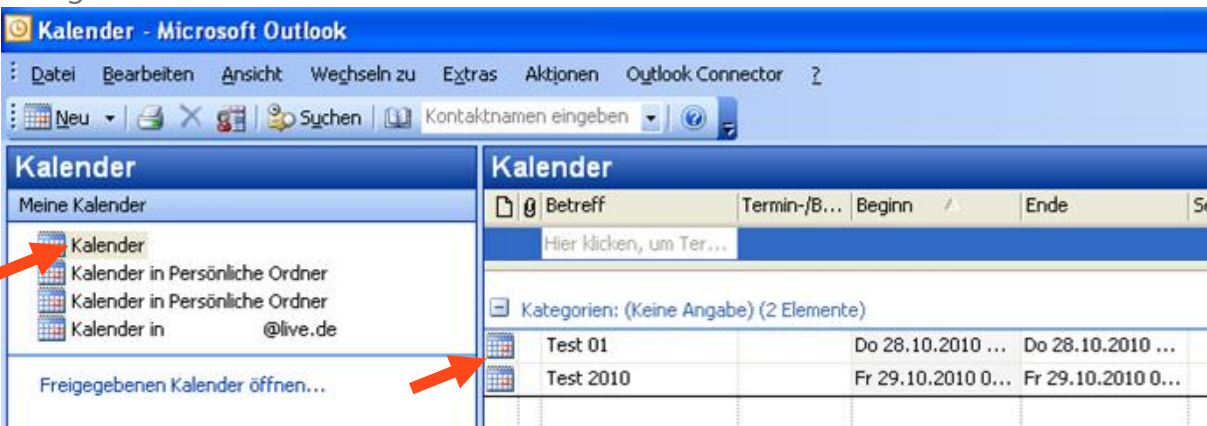 Kalender - Microsoft Outlook
Datei Bearbeiten Ansicht Wechseln zu Extras Aktionen Outlook Connector ?
Neu Suchen Kontaktnamen eingeben
Kalender
Meine Kalender
Kalender
Kalender in Persönliche Ordner
Kalender in Persönliche Ordner
Kalender in @live.de
Freigegebenen Kalender öffnen...
Kalender
Betreff Termin-/B... Beginn Ende
Hier klicken, um Ter...
Kategorien: (Keine Angabe) (2 Elemente)
Test 01 Do 28.10.2010 ... Do 28.10.2010 ...
Test 2010 Fr 29.10.2010 0... Fr 29.10.2010 0...